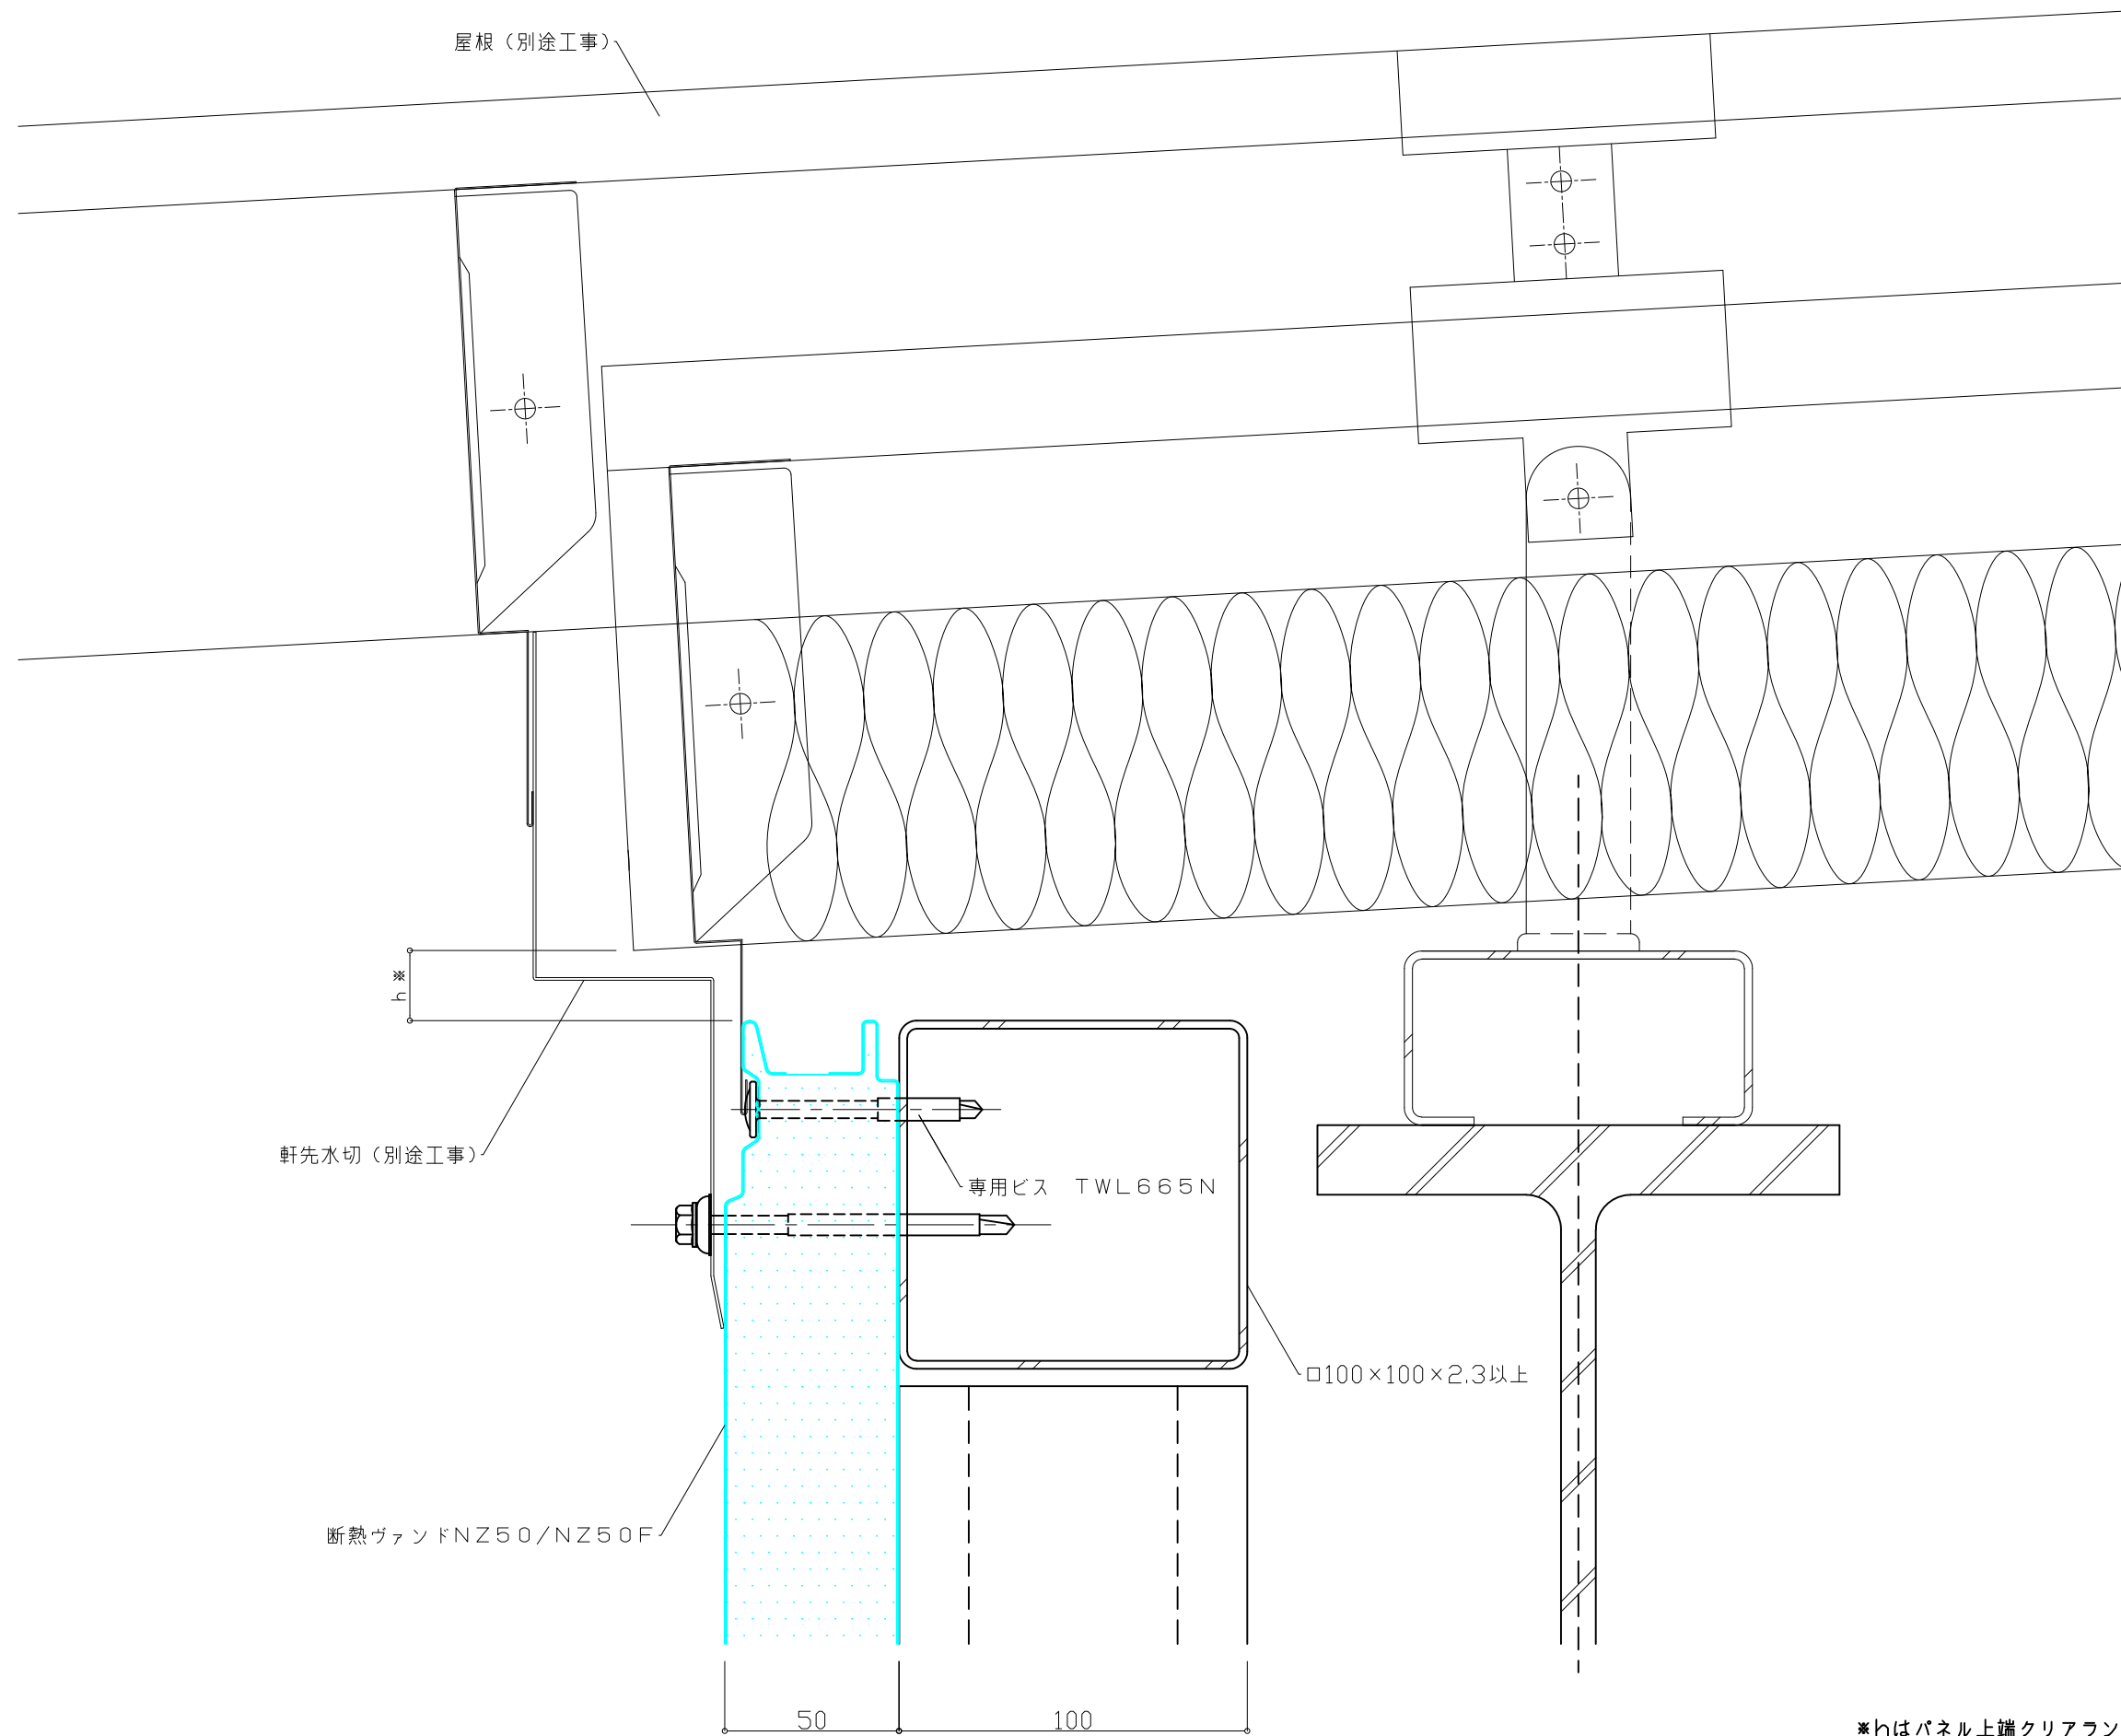 屋根（別途工事）
h※
軒先水切（別途工事）
専用ビス　TWL665N
□100×100×2.3以上
断熱ヴァンドNZ50/NZ50F
50
100
※hはパネル上端クリアラン